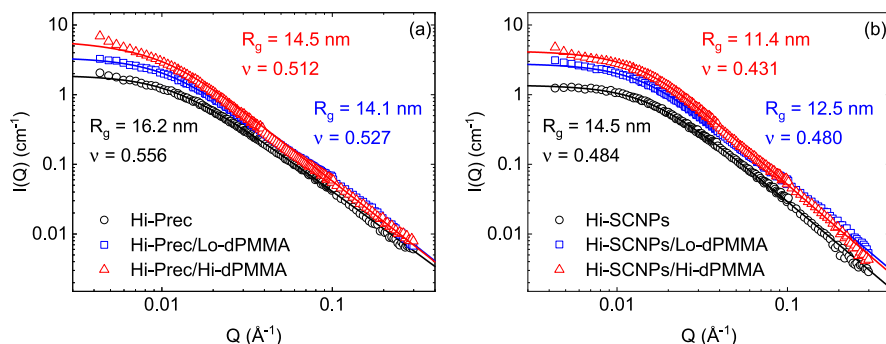 10
1
0.1
0.01
I(Q) (cm⁻¹)
(a)
R_g = 14.5 nm
ν = 0.512
R_g = 14.1 nm
ν = 0.527
R_g = 16.2 nm
ν = 0.556
Hi-Prec
Hi-Prec/Lo-dPMMA
Hi-Prec/Hi-dPMMA
0.01 0.1
Q (Å⁻¹)
10
1
0.1
0.01
I(Q) (cm⁻¹)
(b)
R_g = 11.4 nm
ν = 0.431
R_g = 12.5 nm
ν = 0.480
R_g = 14.5 nm
ν = 0.484
Hi-SCNPs
Hi-SCNPs/Lo-dPMMA
Hi-SCNPs/Hi-dPMMA
0.01 0.1
Q (Å⁻¹)